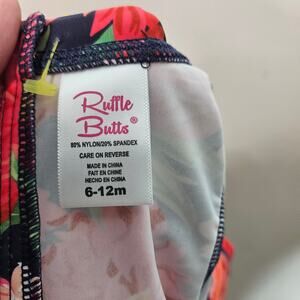 Ruffle
Butts®
80% NYLON/20% SPANDEX
CARE ON REVERSE
MADE IN CHINA
FAIT EN CHINE
HECHO EN CHINA
6-12m